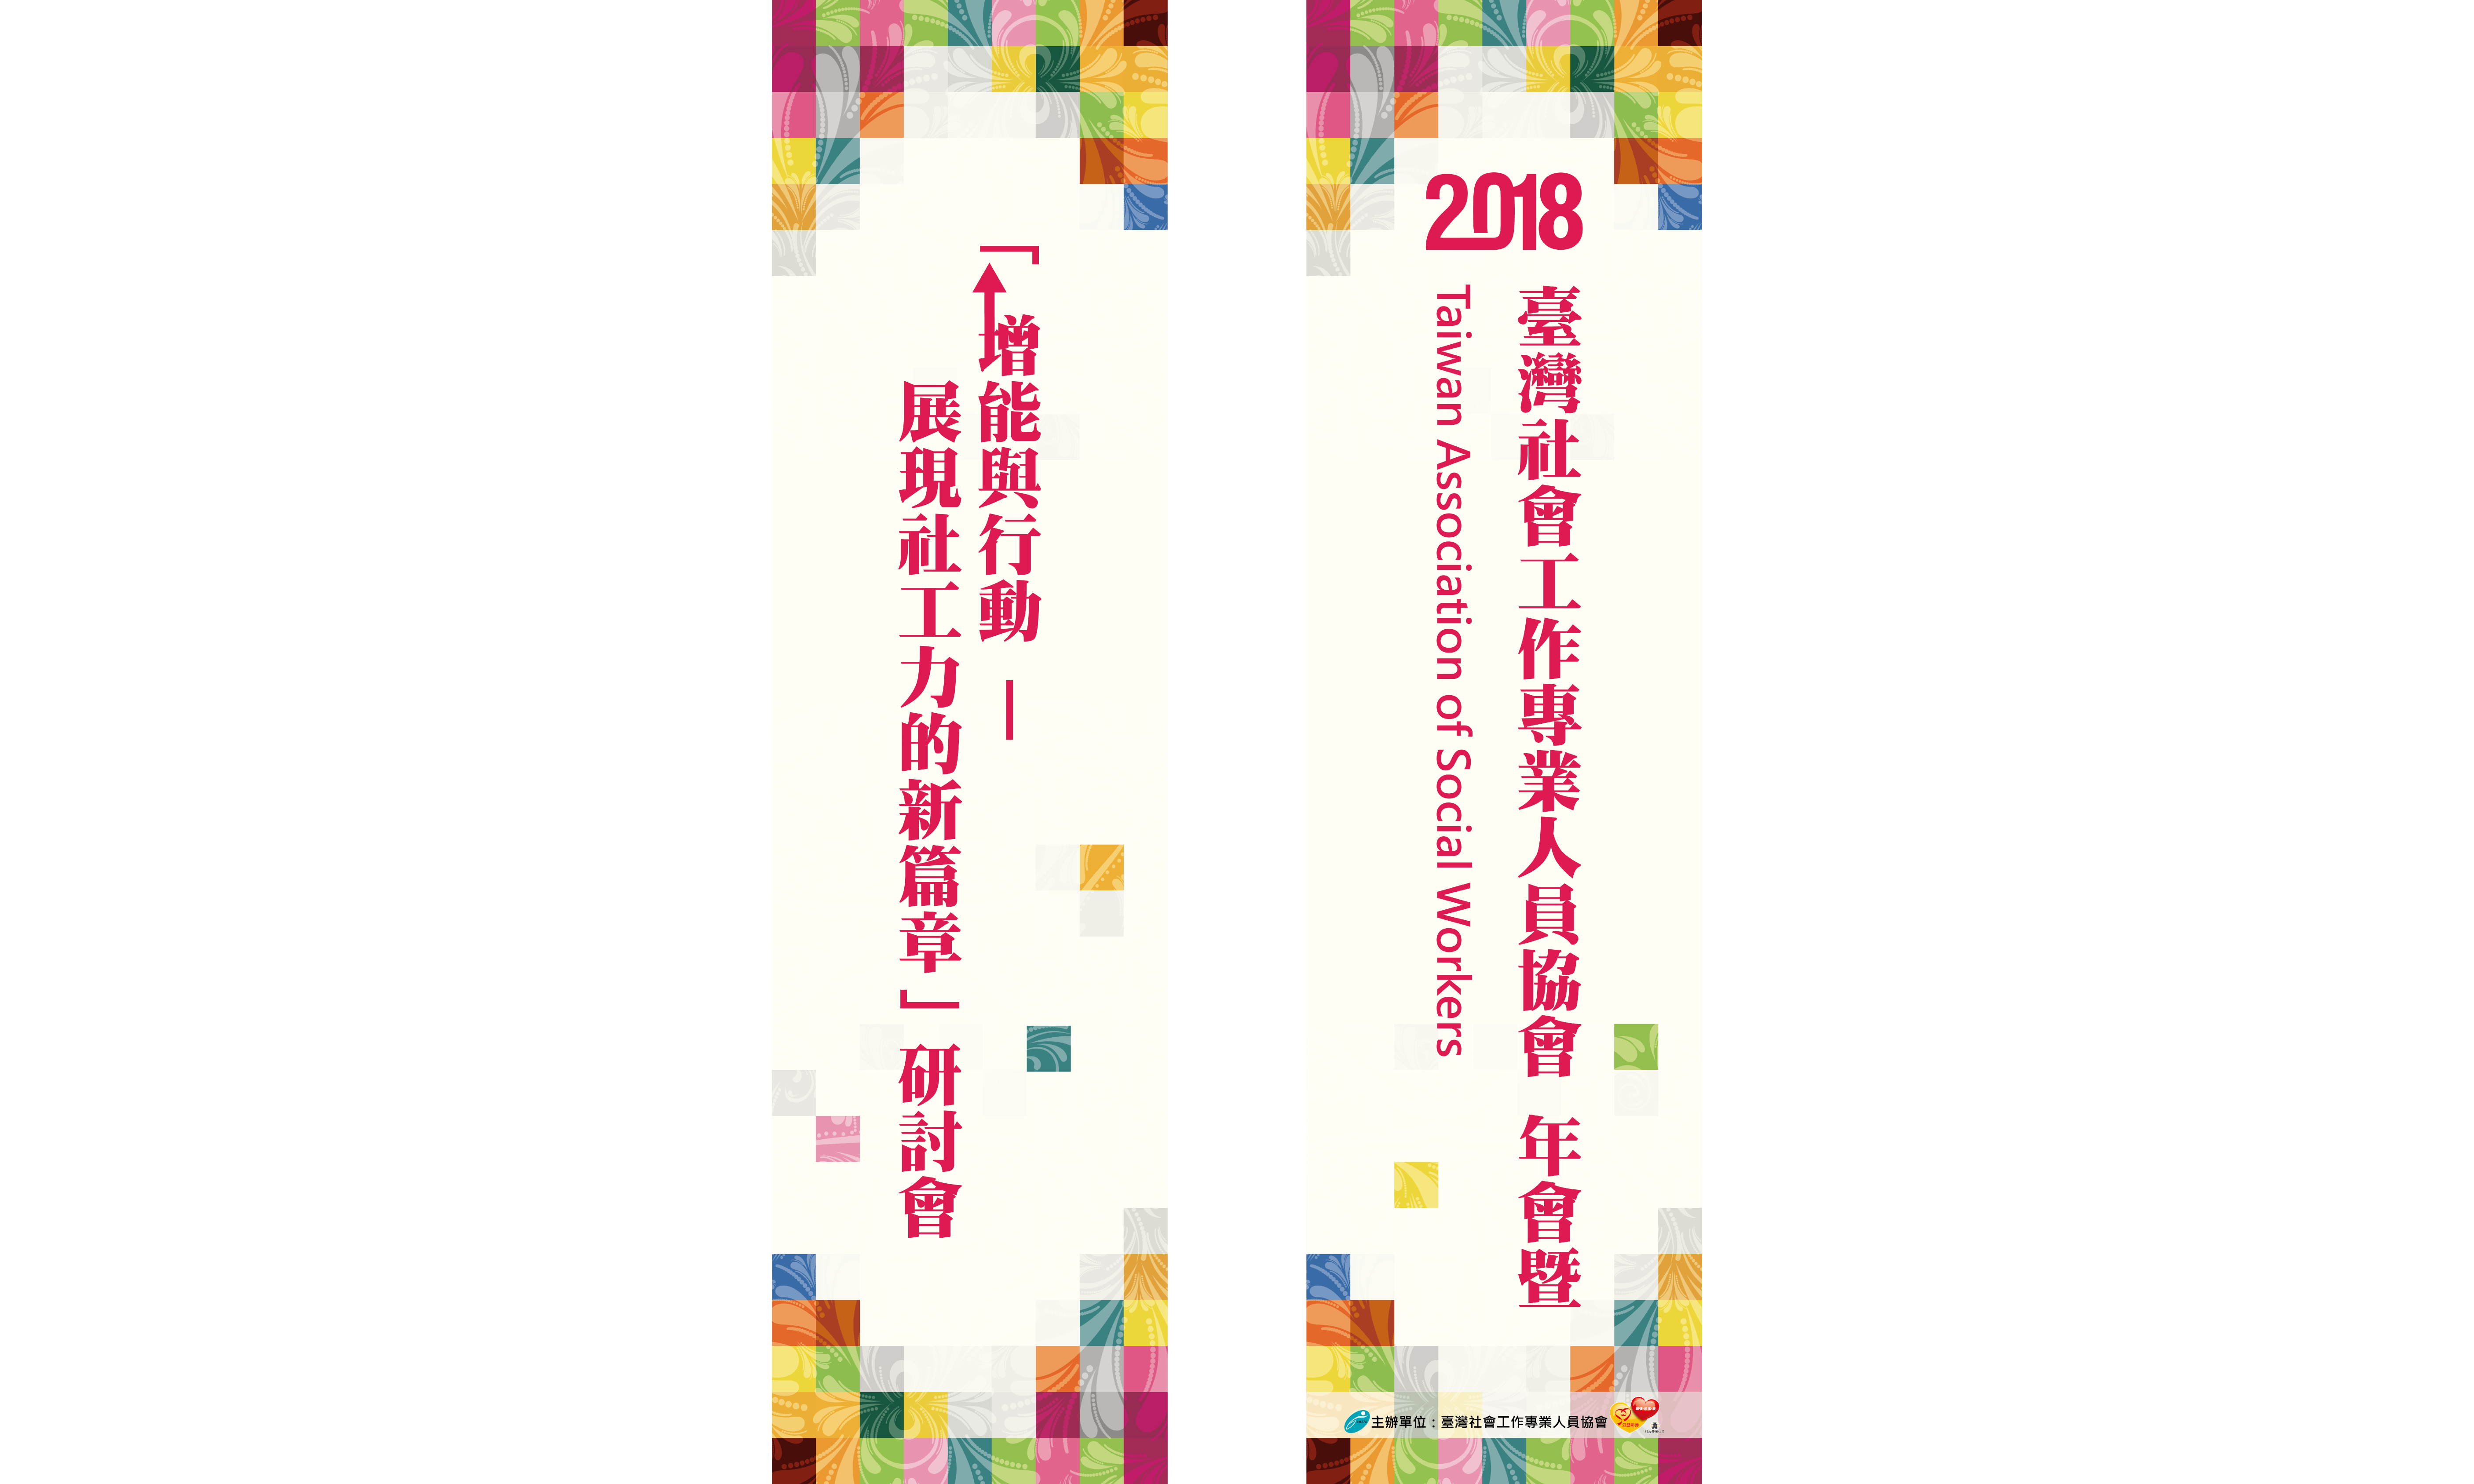 2018
臺灣社會工作專業人員協會 年會暨
Taiwan Association of Social Workers
「增能與行動 —
展現社工力的新篇章」研討會
主辦單位：臺灣社會工作專業人員協會